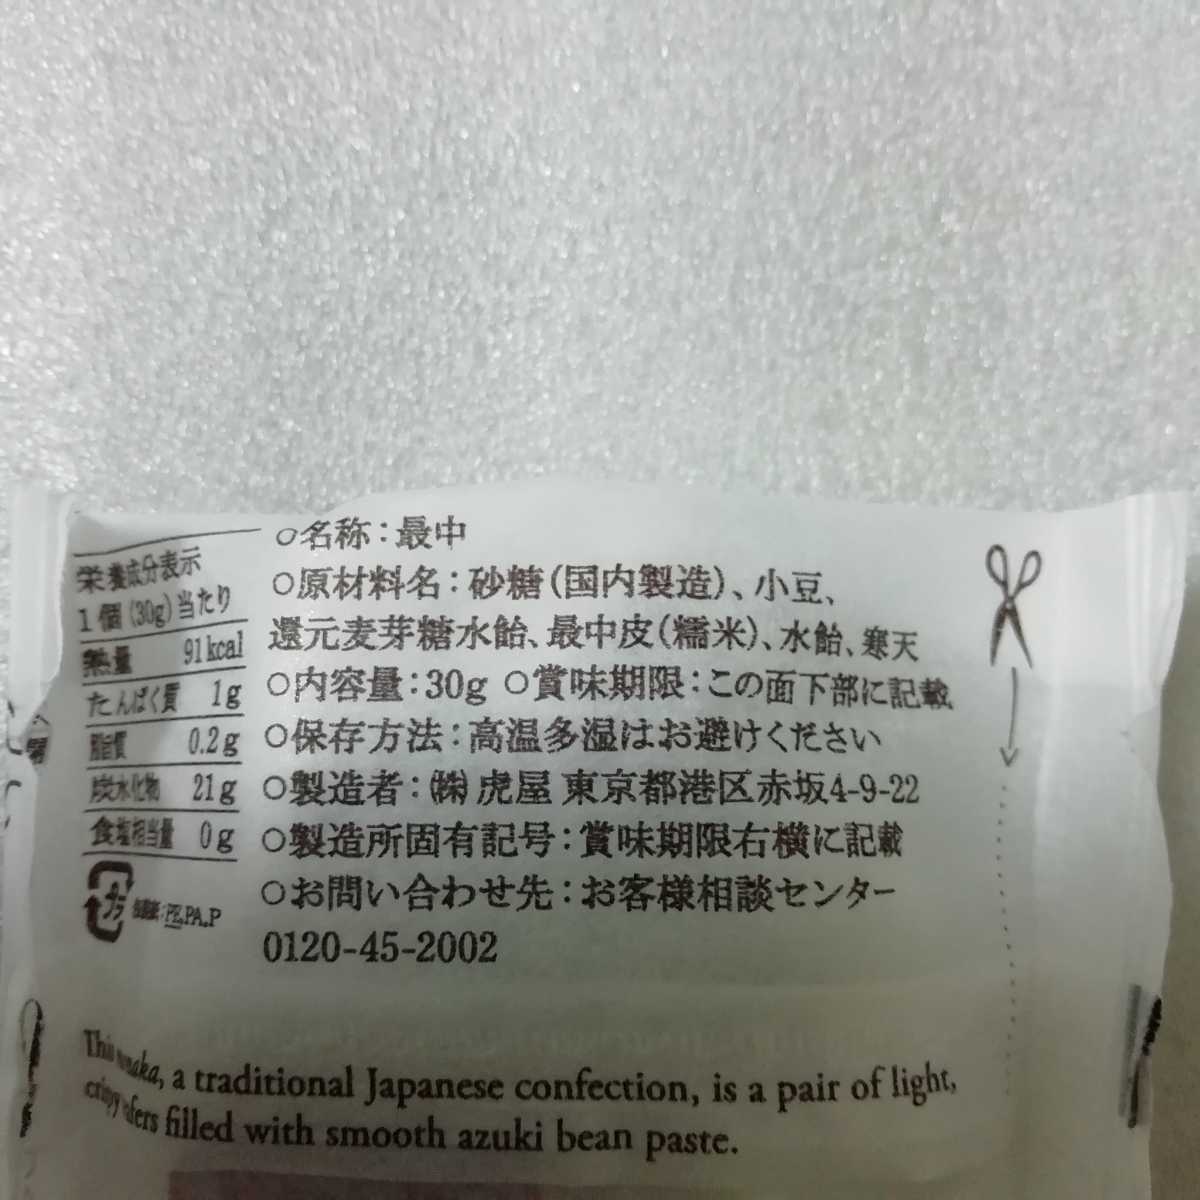 栄養成分表示
1個(30g)当たり
熱量 91kcal
たんぱく質 1g
脂質 0.2g
炭水化物 21g
食塩相当量 0g
プラ
:PE,PA,P
○名称:最中
○原材料名:砂糖(国内製造)、小豆、
還元麦芽糖水飴、最中皮(糯米)、水飴、寒天
○内容量:30g ○賞味期限:この面下部に記載
○保存方法:高温多湿はお避けください
○製造者:㈱虎屋 東京都港区赤坂4-9-22
○製造所固有記号:賞味期限右横に記載
○お問い合わせ先:お客様相談センター
0120-45-2002
This monaka, a traditional Japanese confection, is a pair of light,
crispy wafers filled with smooth azuki bean paste.